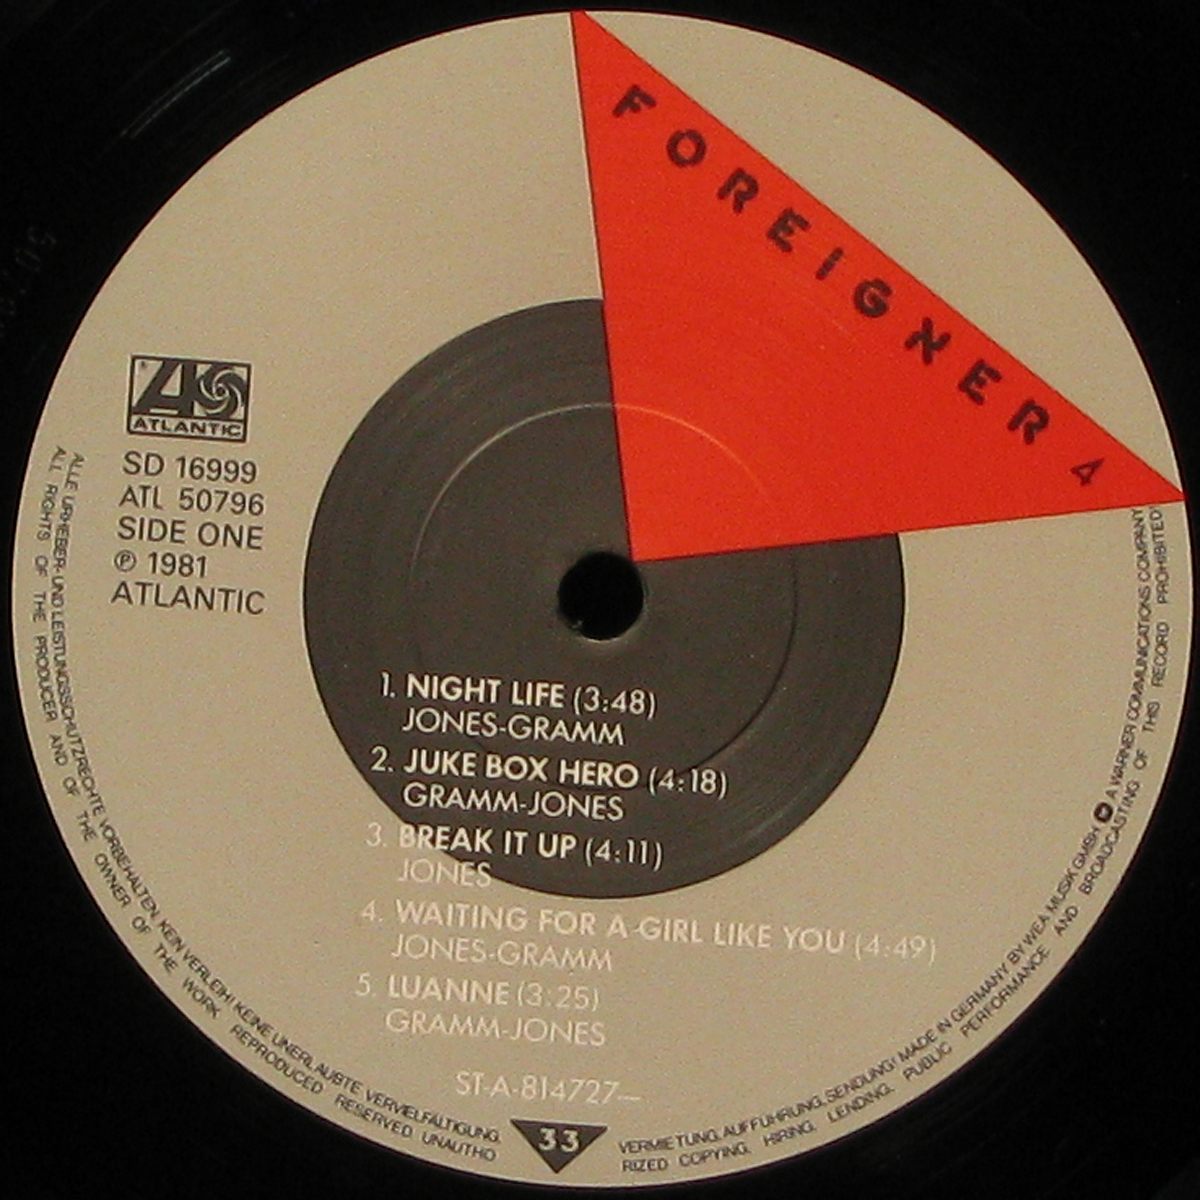 FOREIGNER 4
ATLANTIC
SD 16999
ATL 50796
SIDE ONE
℗ 1981
ATLANTIC
1. NIGHT LIFE (3:48)
JONES-GRAMM
2. JUKE BOX HERO (4:18)
GRAMM-JONES
3. BREAK IT UP (4:11)
JONES
4. WAITING FOR A GIRL LIKE YOU (4:49)
JONES-GRAMM
5. LUANNE (3:25)
GRAMM-JONES
ST-A-814727—
33
ALLE URHEBER- UND LEISTUNGSSCHUTZRECHTE VORBEHALTEN. KEIN VERLEIH! KEINE UNERLAUBTE VERVIELFÄLTIGUNG, VERMIETUNG, AUFFÜHRUNG, SENDUNG! MADE IN GERMANY BY WEA MUSIK GMBH A WARNER COMMUNICATIONS COMPANY
ALL RIGHTS OF THE PRODUCER AND OF THE OWNER OF THE WORK REPRODUCED RESERVED. UNAUTHORIZED COPYING, HIRING, LENDING, PUBLIC PERFORMANCE AND BROADCASTING OF THIS RECORD PROHIBITED!